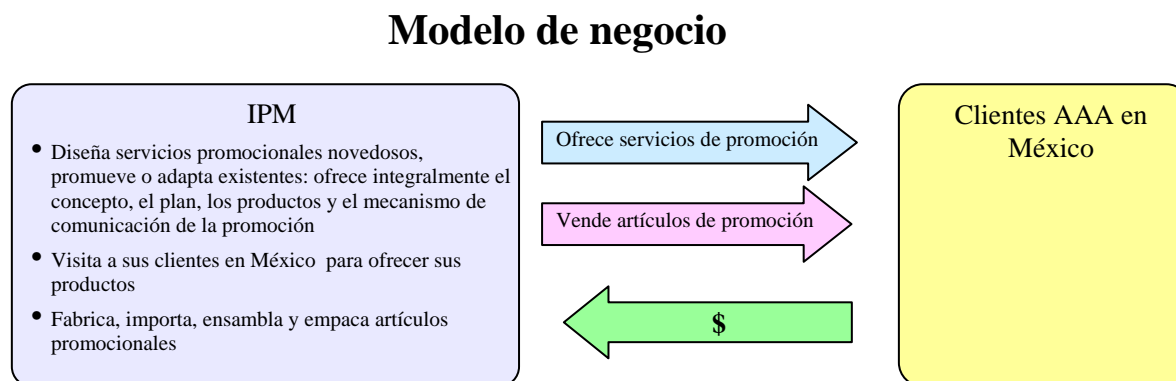 Modelo de negocio
IPM
• Diseña servicios promocionales novedosos,
promueve o adapta existentes: ofrece integralmente el
concepto, el plan, los productos y el mecanismo de
comunicación de la promoción
• Visita a sus clientes en México para ofrecer sus
productos
• Fabrica, importa, ensambla y empaca artículos
promocionales
Ofrece servicios de promoción
Vende artículos de promoción
$
Clientes AAA en
México